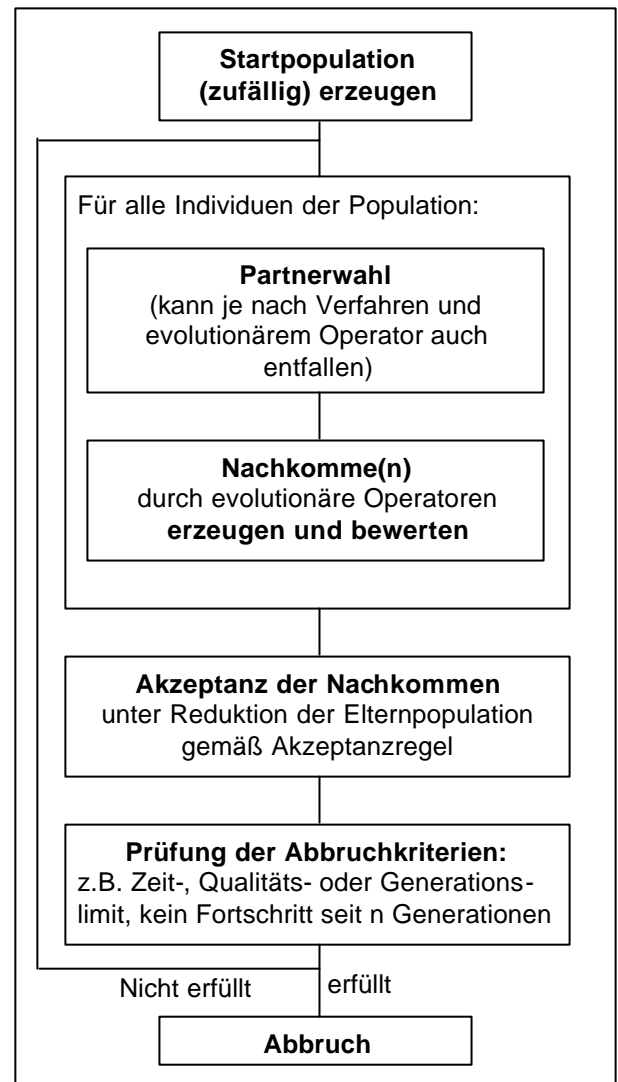 Startpopulation
(zufällig) erzeugen
Für alle Individuen der Population:
Partnerwahl
(kann je nach Verfahren und
evolutionärem Operator auch
entfallen)
Nachkomme(n)
durch evolutionäre Operatoren
erzeugen und bewerten
Akzeptanz der Nachkommen
unter Reduktion der Elternpopulation
gemäß Akzeptanzregel
Prüfung der Abbruchkriterien:
z.B. Zeit-, Qualitäts- oder Generations-
limit, kein Fortschritt seit n Generationen
Nicht erfüllt
erfüllt
Abbruch